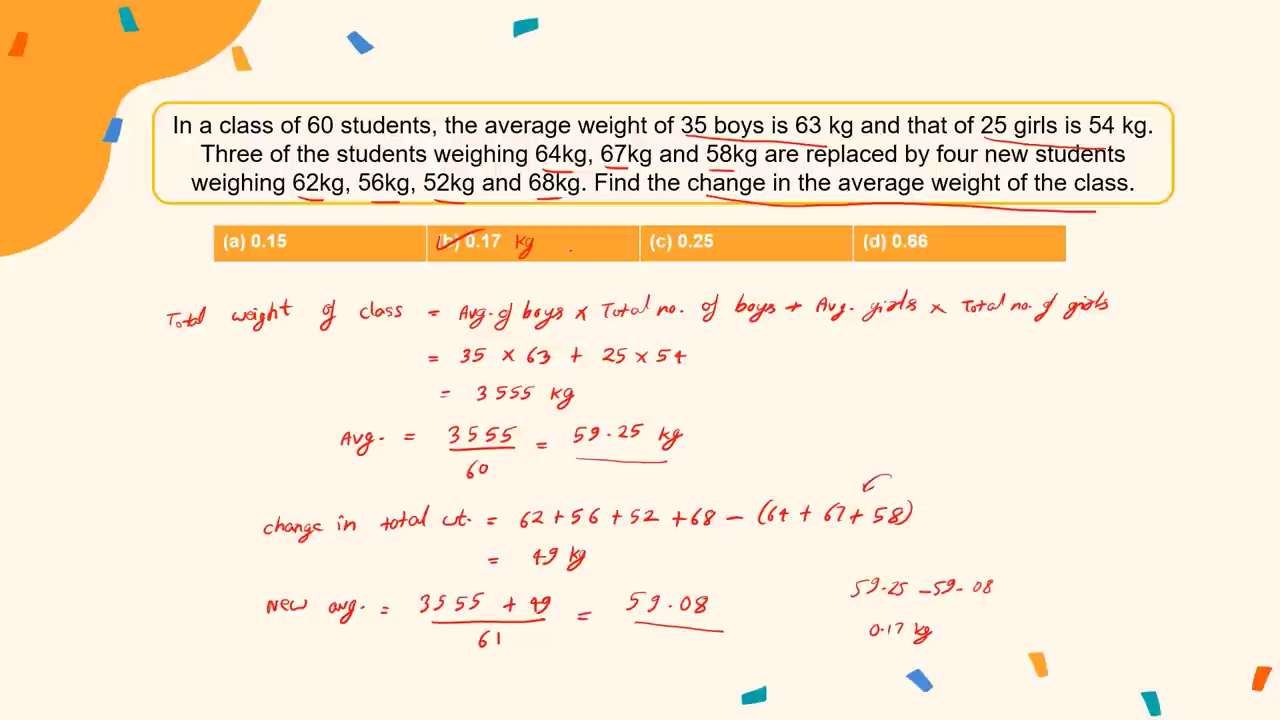 In a class of 60 students, the average weight of 35 boys is 63 kg and that of 25 girls is 54 kg.
Three of the students weighing 64kg, 67kg and 58kg are replaced by four new students
weighing 62kg, 56kg, 52kg and 68kg. Find the change in the average weight of the class.
(a) 0.15 (b) 0.17 kg (c) 0.25 (d) 0.66
Total weight of class = Avg. of boys × Total no. of boys + Avg. girls × Total no. of girls
= 35 × 63 + 25 × 54
= 3555 kg
Avg. = 3555 / 60 = 59.25 kg
change in total wt. = 62 + 56 + 52 + 68 - (64 + 67 + 58)
= 49 kg
New avg. = 3555 + 49 / 61 = 59.08
59.25 - 59.08
0.17 kg